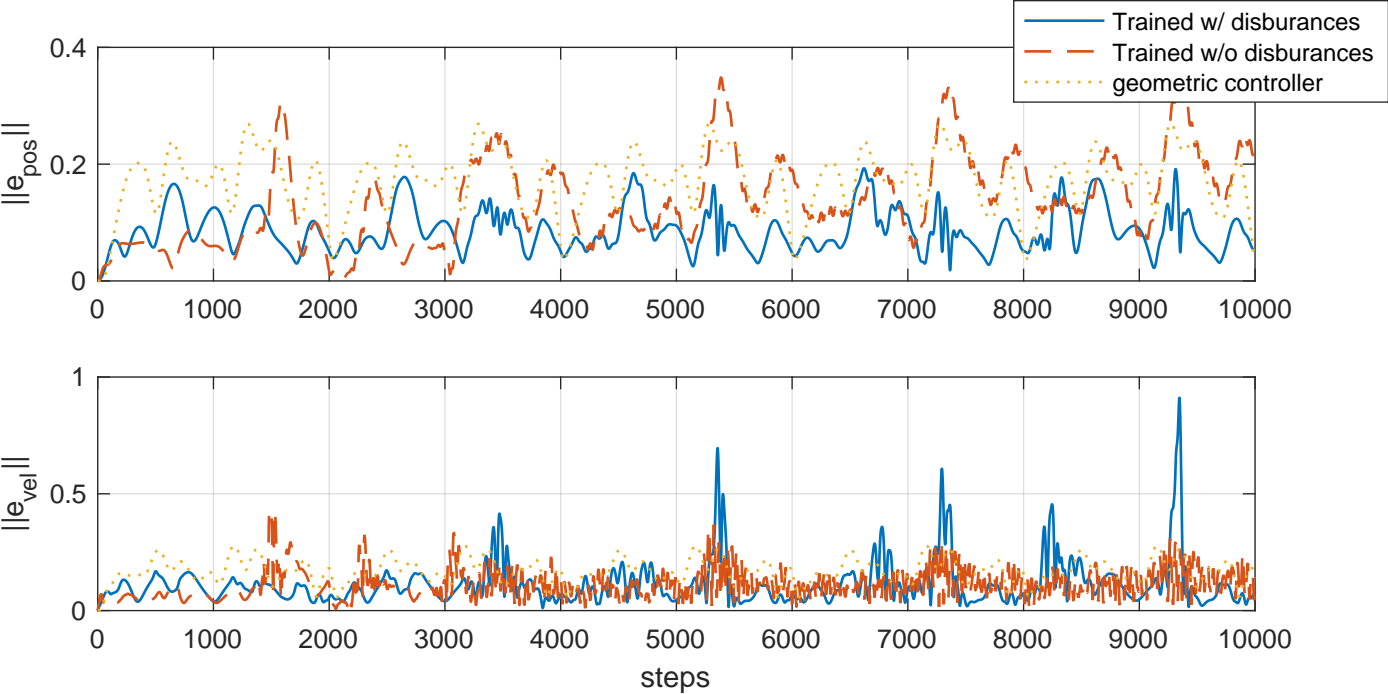 Trained w/ disburances
Trained w/o disburances
geometric controller
0.4
0.2
0
||e_pos||
0 1000 2000 3000 4000 5000 6000 7000 8000 9000 10000
1
0.5
0
||e_vel||
0 1000 2000 3000 4000 5000 6000 7000 8000 9000 10000
steps